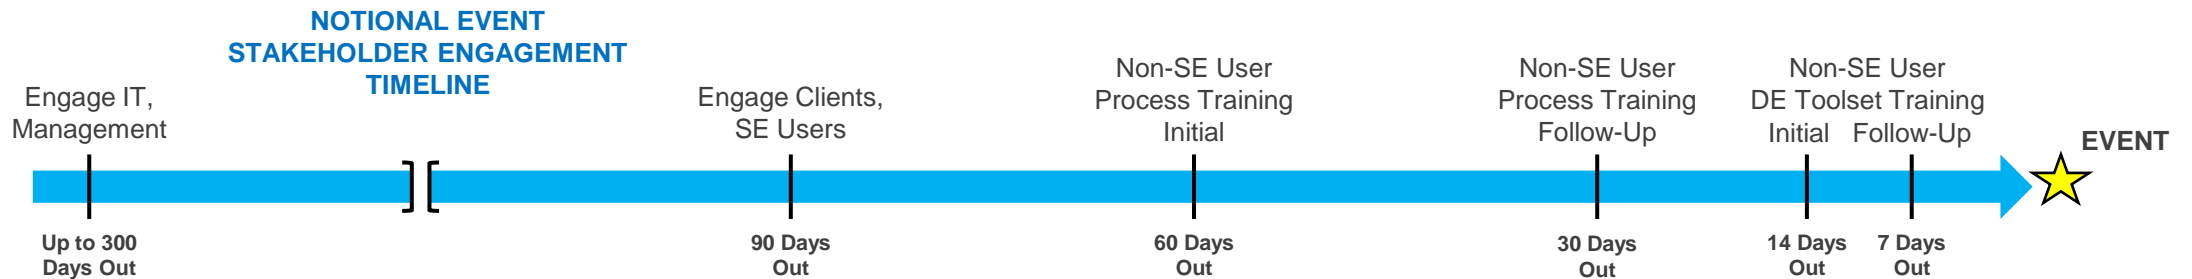 NOTIONAL EVENT
STAKEHOLDER ENGAGEMENT
TIMELINE
Engage IT,
Management
Engage Clients,
SE Users
Non-SE User
Process Training
Initial
Non-SE User
Process Training
Follow-Up
Non-SE User
DE Toolset Training
Initial Follow-Up
EVENT
Up to 300
Days Out
90 Days
Out
60 Days
Out
30 Days
Out
14 Days
Out
7 Days
Out